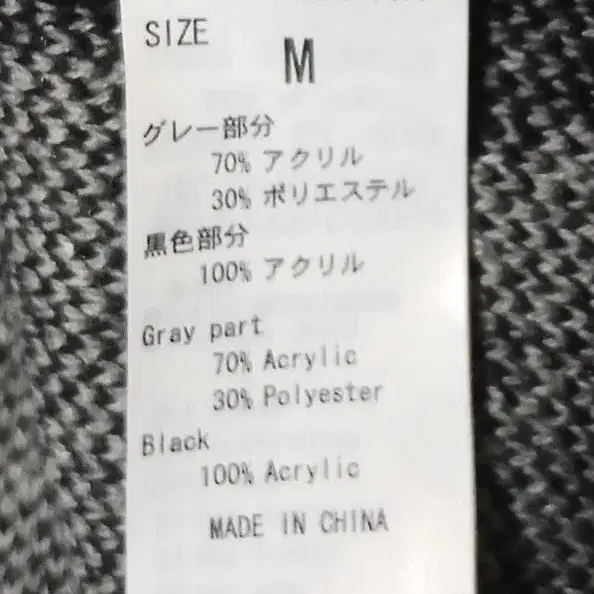 SIZE
M
グレー部分
70% アクリル
30% ポリエステル
黒色部分
100% アクリル
Gray part
70% Acrylic
30% Polyester
Black
100% Acrylic
MADE IN CHINA